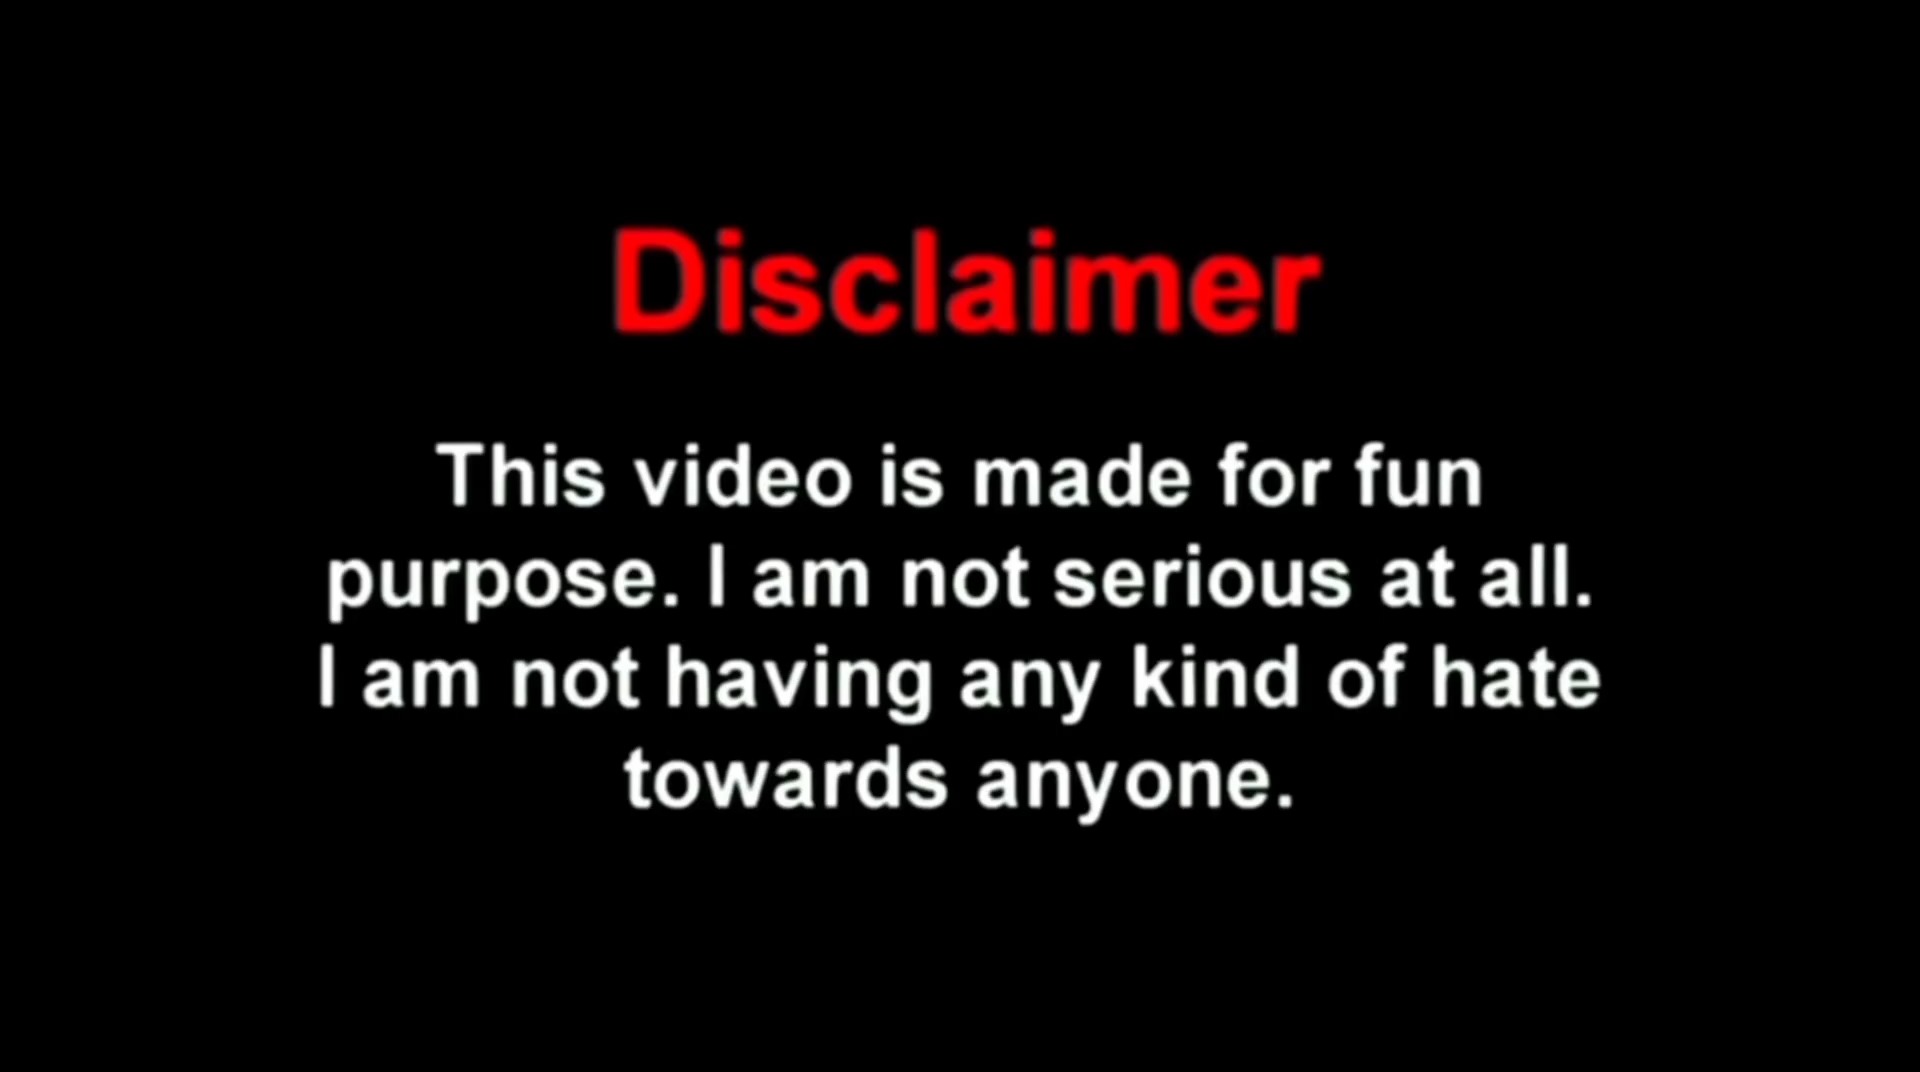 Disclaimer
This video is made for fun
purpose. I am not serious at all.
I am not having any kind of hate
towards anyone.